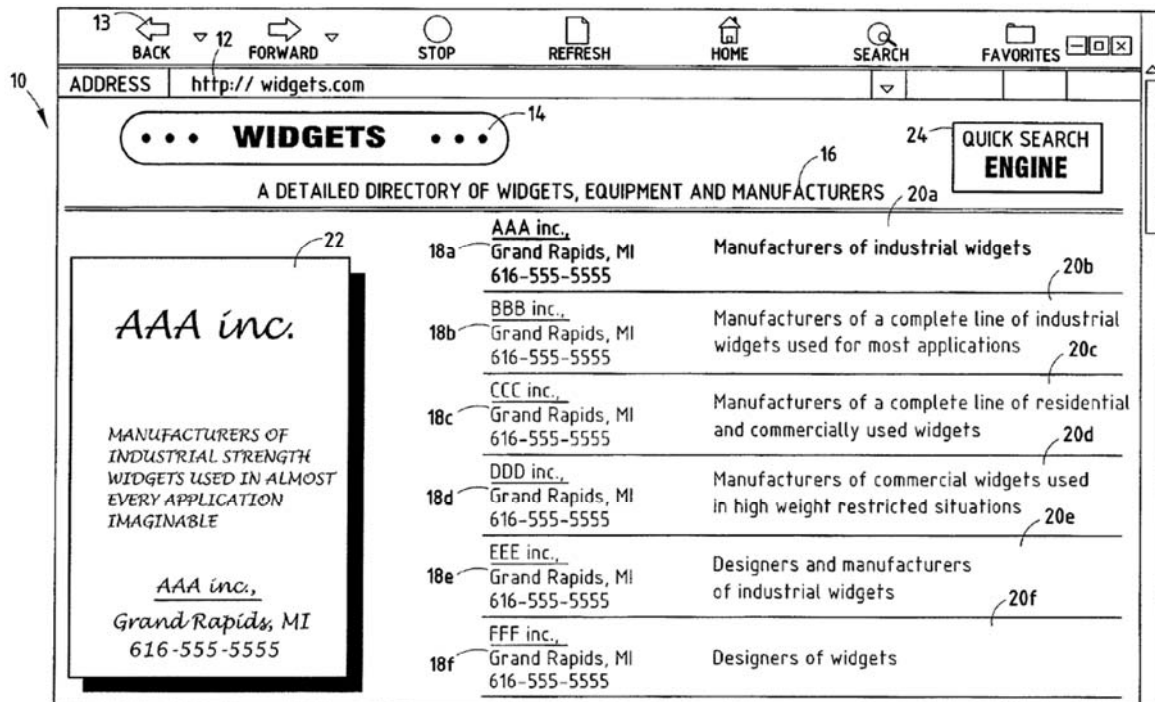 13
BACK
12
FORWARD
STOP
REFRESH
HOME
SEARCH
FAVORITES
10
ADDRESS http:// widgets.com
••• WIDGETS •••
14
24
QUICK SEARCH
ENGINE
16
A DETAILED DIRECTORY OF WIDGETS, EQUIPMENT AND MANUFACTURERS
20a
22
AAA inc.
MANUFACTURERS OF
INDUSTRIAL STRENGTH
WIDGETS USED IN ALMOST
EVERY APPLICATION
IMAGINABLE
AAA inc.,
Grand Rapids, MI
616-555-5555
18a
AAA inc.,
Grand Rapids, MI
616-555-5555
Manufacturers of industrial widgets
20b
18b
BBB inc.,
Grand Rapids, MI
616-555-5555
Manufacturers of a complete line of industrial
widgets used for most applications
20c
18c
CCC inc.,
Grand Rapids, MI
616-555-5555
Manufacturers of a complete line of residential
and commercially used widgets
20d
18d
DDD inc.,
Grand Rapids, MI
616-555-5555
Manufacturers of commercial widgets used
in high weight restricted situations
20e
18e
EEE inc.,
Grand Rapids, MI
616-555-5555
Designers and manufacturers
of industrial widgets
20f
18f
FFF inc.,
Grand Rapids, MI
616-555-5555
Designers of widgets